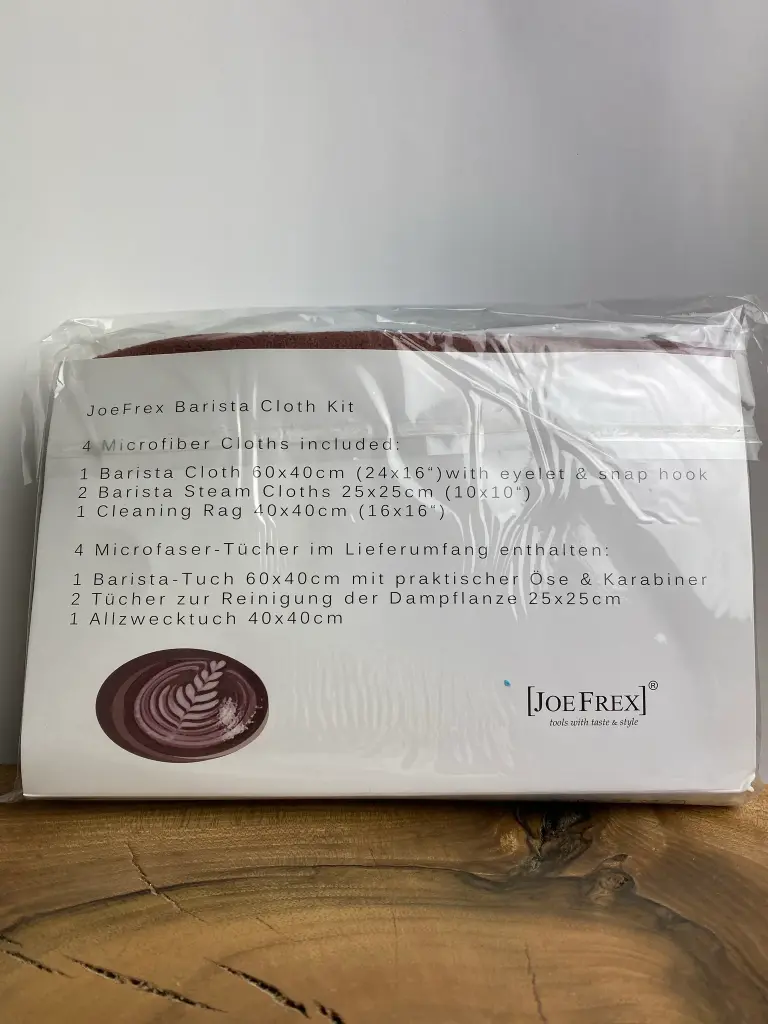 JoeFrex Barista Cloth Kit
4 Microfiber Cloths included:
1 Barista Cloth 60x40cm (24x16“)with eyelet & snap hook
2 Barista Steam Cloths 25x25cm (10x10“)
1 Cleaning Rag 40x40cm (16x16“)
4 Microfaser-Tücher im Lieferumfang enthalten:
1 Barista-Tuch 60x40cm mit praktischer Öse & Karabiner
2 Tücher zur Reinigung der Dampflanze 25x25cm
1 Allzwecktuch 40x40cm
[JOEFREX]®
tools with taste & style